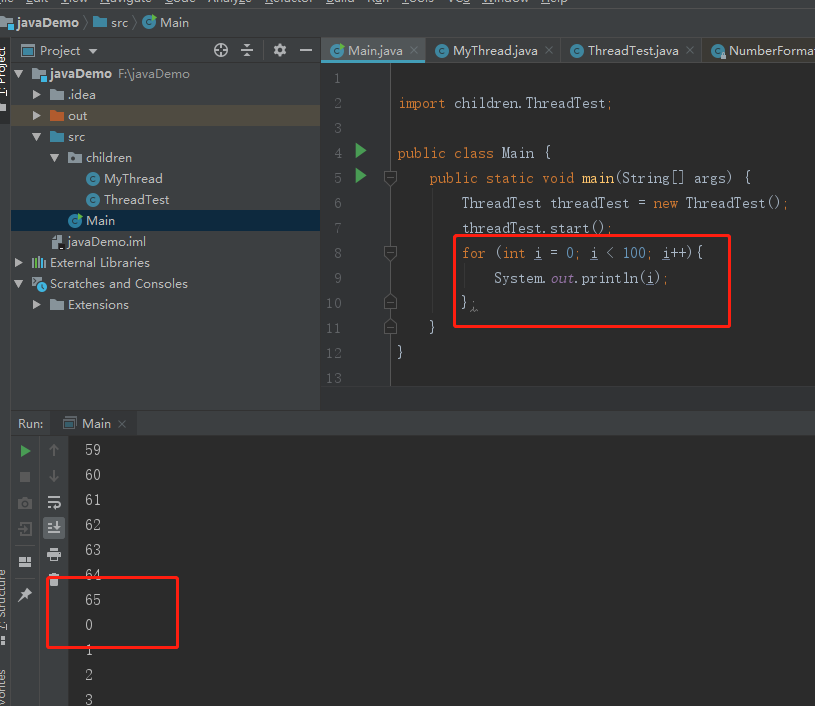 javaDemo src Main
Project
Main.java MyThread.java ThreadTest.java
1: Project
javaDemo F:\javaDemo
.idea
out
src
children
MyThread
ThreadTest
Main
javaDemo.iml
External Libraries
Scratches and Consoles
Extensions
1
2 import children.ThreadTest;
3
4 public class Main {
5 public static void main(String[] args) {
6 ThreadTest threadTest = new ThreadTest();
7 threadTest.start();
8 for (int i = 0; i < 100; i++){
9 System.out.println(i);
10 };
11 }
12 }
13
Run: Main
59
60
61
62
63
64
65
0
1
2
3